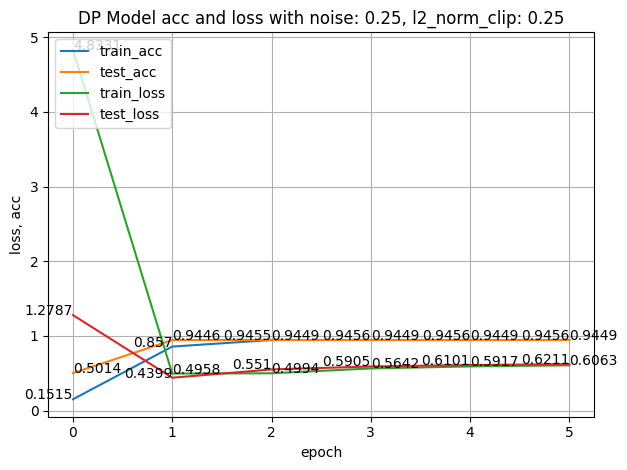 DP Model acc and loss with noise: 0.25, l2_norm_clip: 0.25
5
4
3
2
1
0
loss, acc
4.8331
train_acc
test_acc
train_loss
test_loss
1.2787
0.857 0.9446 0.9455 0.9449 0.9456 0.9449 0.9456 0.9449 0.9456 0.9449
0.5014
0.4399 0.4958 0.551 0.4994 0.5905 0.5642 0.6101 0.5917 0.6211 0.6063
0.1515
0 1 2 3 4 5
epoch